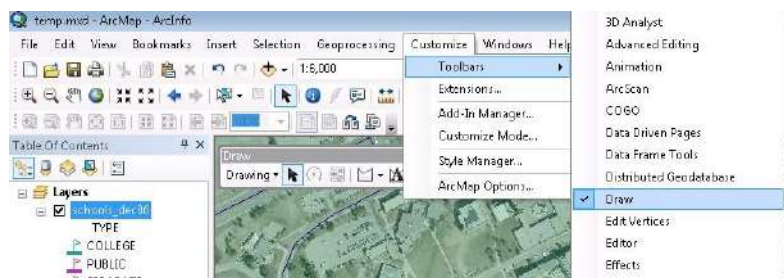 temp.mxd - ArcMap - ArcInfo
File Edit View Bookmarks Insert Selection Geoprocessing Customize Windows Help
1:6,000
Toolbars
Extensions...
Add-In Manager...
Customize Mode...
Style Manager...
ArcMap Options...
3D Analyst
Advanced Editing
Animation
ArcScan
COGO
Data Driven Pages
Data Frame Tools
Distributed Geodatabase
Draw
Edit Vertices
Editor
Effects
Table Of Contents
Draw
Drawing
Layers
schools_dec06
TYPE
COLLEGE
PUBLIC